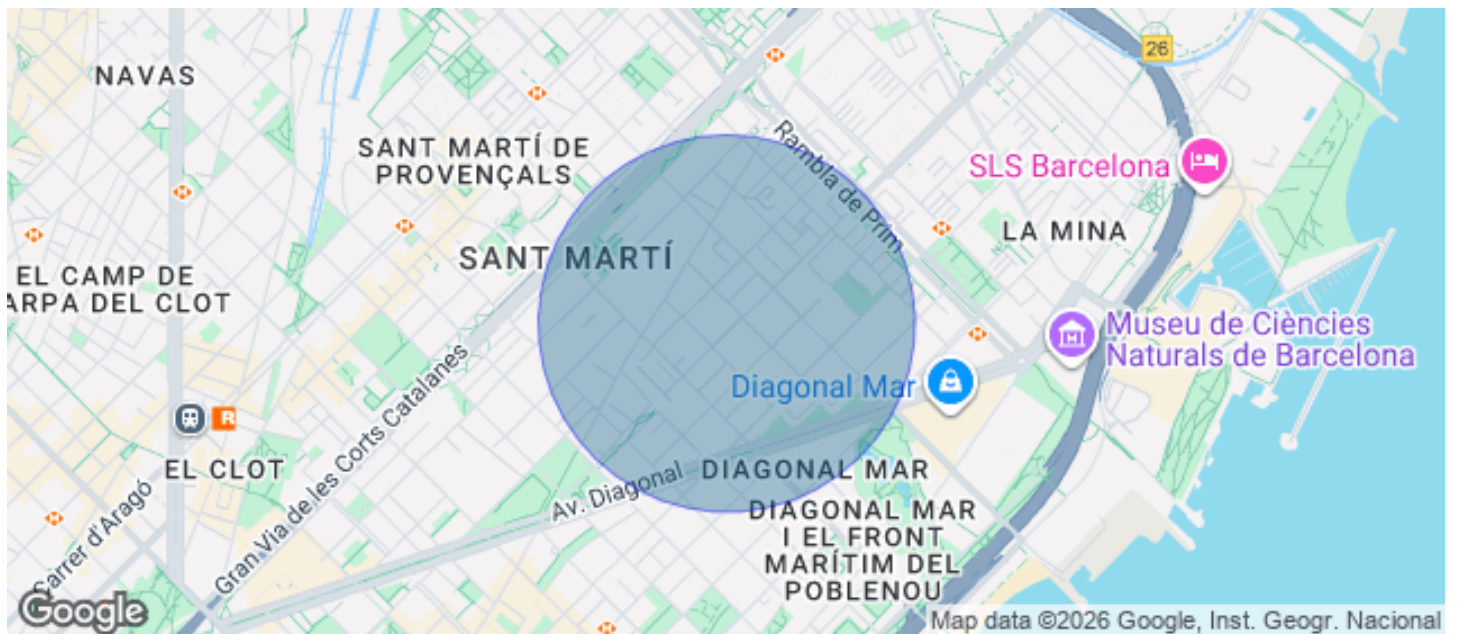 NAVAS
26
SANT MARTÍ DE
PROVENÇALS
Rambla de Prim
SLS Barcelona
LA MINA
SANT MARTÍ
EL CAMP DE
ARPA DEL CLOT
Museu de Ciències
Naturals de Barcelona
Diagonal Mar
R
EL CLOT
Gran Via de les Corts Catalanes
Av. Diagonal
DIAGONAL MAR
DIAGONAL MAR
I EL FRONT
MARÍTIM DEL
POBLENOU
Carrer d'Aragó
Google
Map data ©2026 Google, Inst. Geogr. Nacional